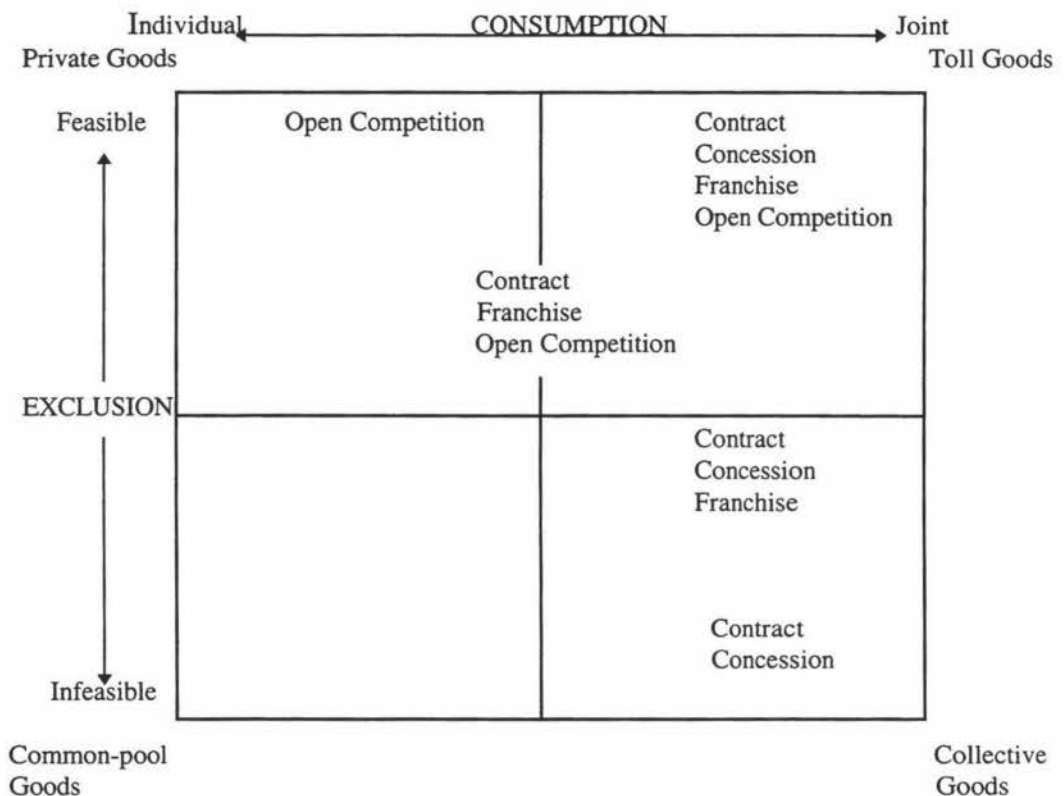 Individual CONSUMPTION Joint
Private Goods Toll Goods
Feasible Open Competition Contract
Concession
Franchise
Open Competition
Contract
Franchise
Open Competition
EXCLUSION
Contract
Concession
Franchise
Contract
Concession
Infeasible
Common-pool Collective
Goods Goods